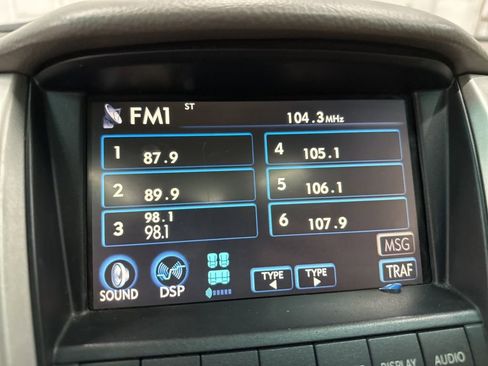 FM1 ST 104.3MHz
1 87.9
2 89.9
3 98.1
98.1
4 105.1
5 106.1
6 107.9
MSG
SOUND DSP TYPE TYPE TRAF
DISPLAY AUDIO